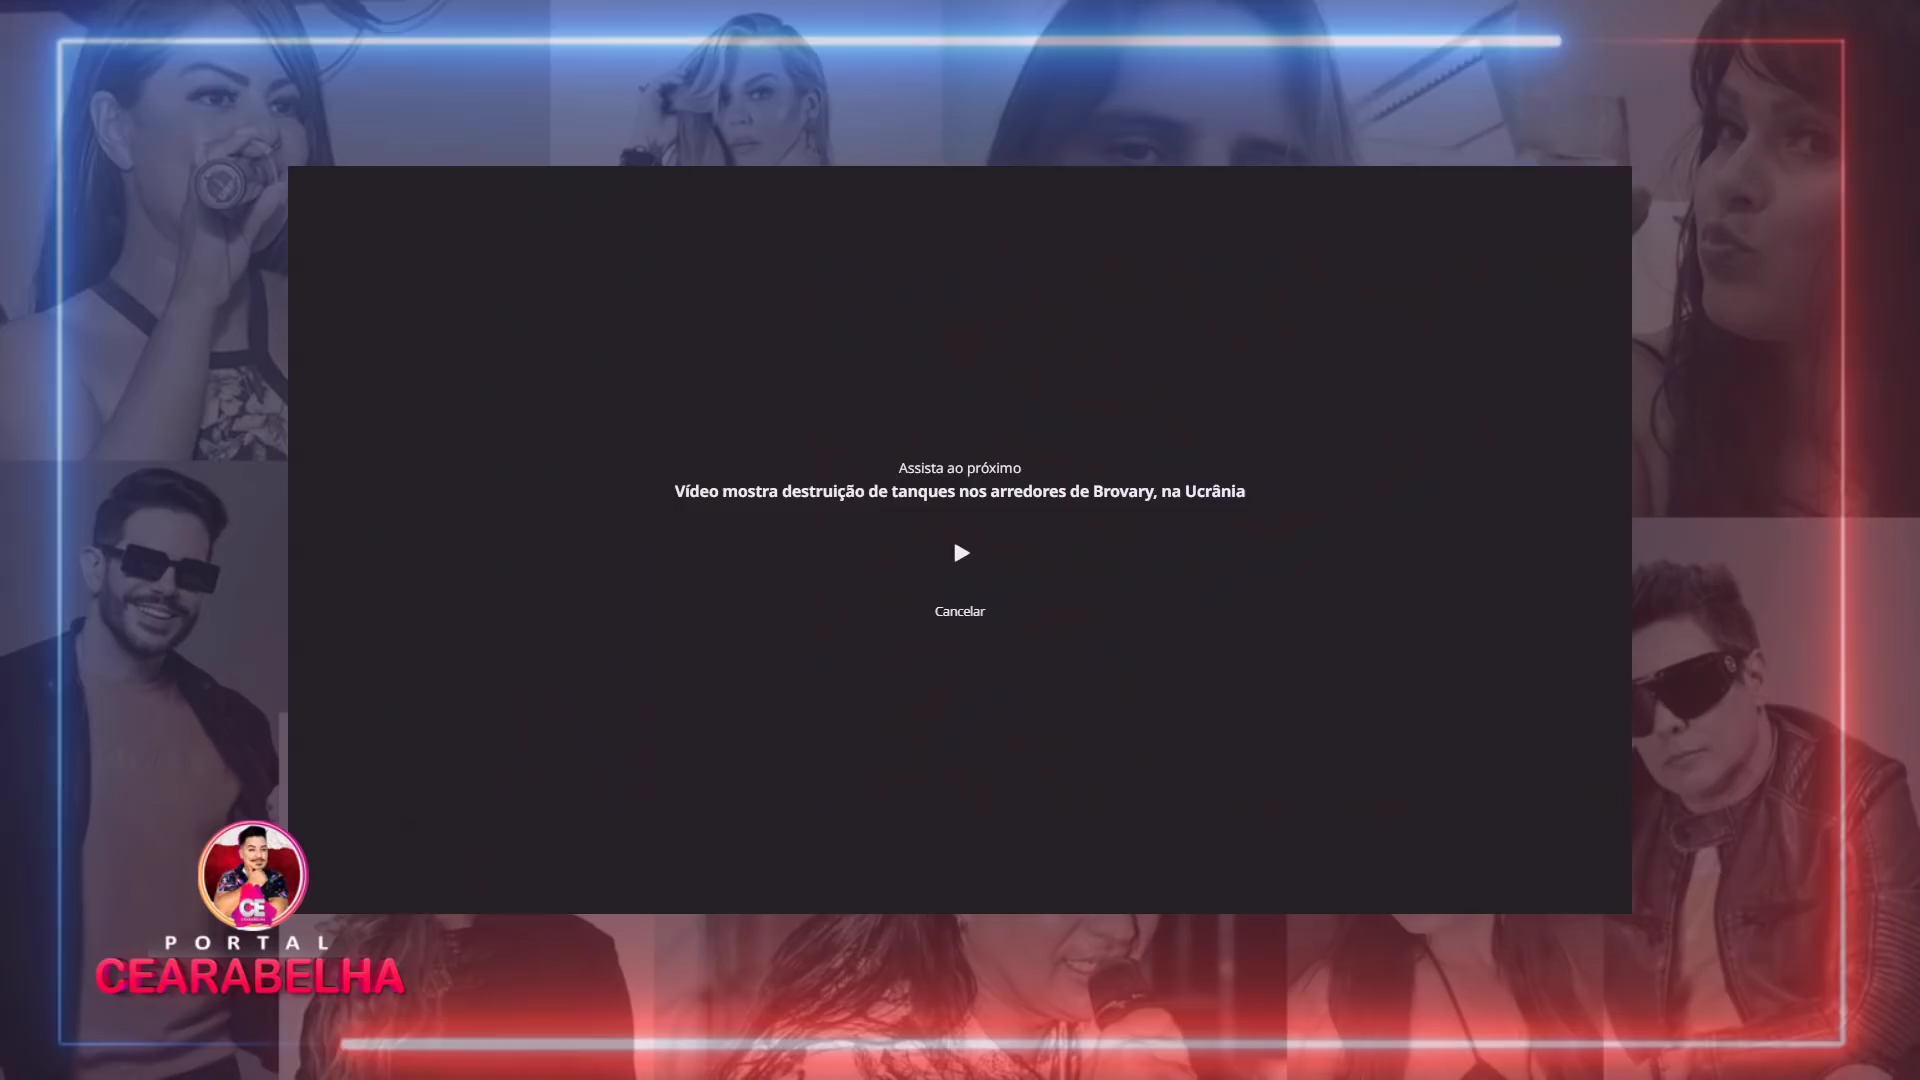 Assista ao próximo
Vídeo mostra destruição de tanques nos arredores de Brovary, na Ucrânia
Cancelar
CE
PORTAL
CEARABELHA